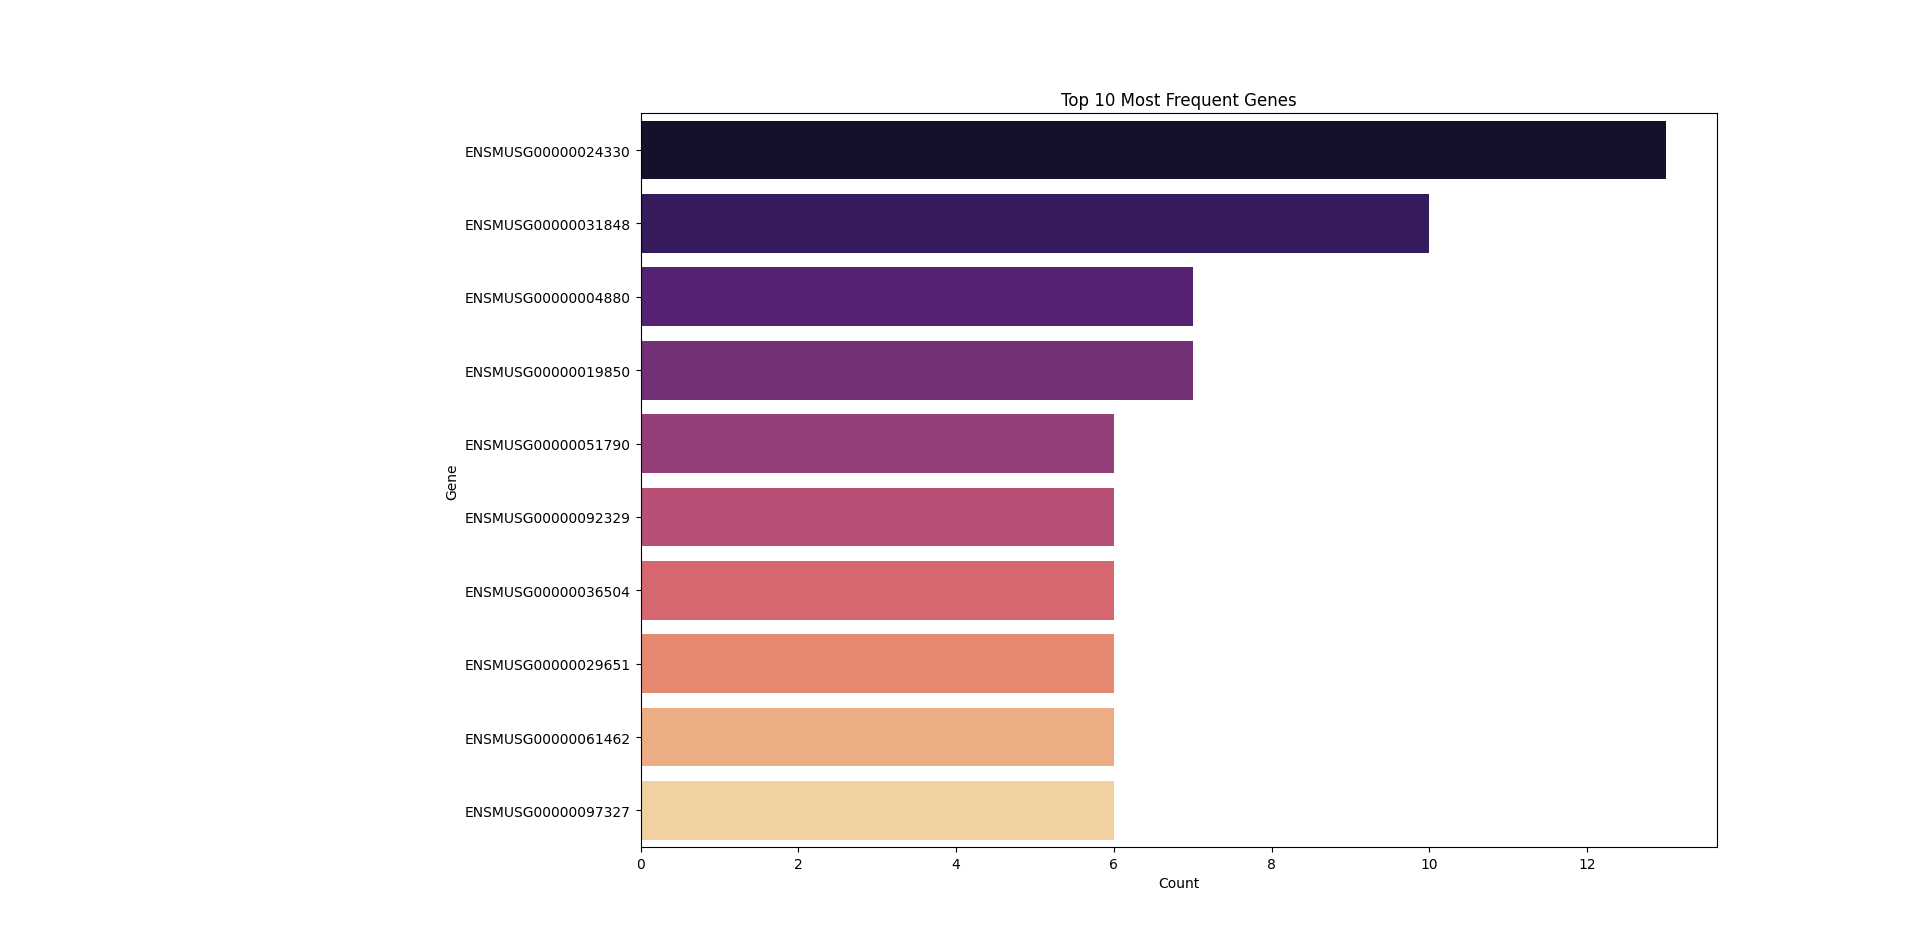 Top 10 Most Frequent Genes
ENSMUSG00000024330
ENSMUSG00000031848
ENSMUSG00000004880
ENSMUSG00000019850
ENSMUSG00000051790
ENSMUSG00000092329
ENSMUSG00000036504
ENSMUSG00000029651
ENSMUSG00000061462
ENSMUSG00000097327
Gene
0 2 4 6 8 10 12
Count